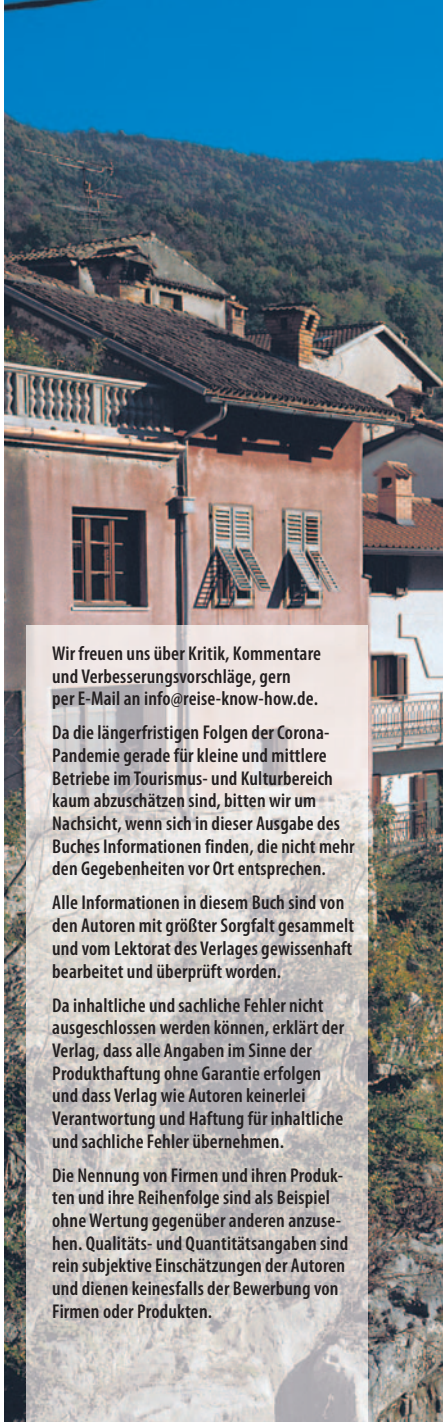 Wir freuen uns über Kritik, Kommentare
und Verbesserungsvorschläge, gern
per E-Mail an info@reise-know-how.de.
Da die längerfristigen Folgen der Corona-
Pandemie gerade für kleine und mittlere
Betriebe im Tourismus- und Kulturbereich
kaum abzuschätzen sind, bitten wir um
Nachsicht, wenn sich in dieser Ausgabe des
Buches Informationen finden, die nicht mehr
den Gegebenheiten vor Ort entsprechen.
Alle Informationen in diesem Buch sind von
den Autoren mit größter Sorgfalt gesammelt
und vom Lektorat des Verlages gewissenhaft
bearbeitet und überprüft worden.
Da inhaltliche und sachliche Fehler nicht
ausgeschlossen werden können, erklärt der
Verlag, dass alle Angaben im Sinne der
Produkthaftung ohne Garantie erfolgen
und dass Verlag wie Autoren keinerlei
Verantwortung und Haftung für inhaltliche
und sachliche Fehler übernehmen.
Die Nennung von Firmen und ihren Produk-
ten und ihre Reihenfolge sind als Beispiel
ohne Wertung gegenüber anderen anzuse-
hen. Qualitäts- und Quantitätsangaben sind
rein subjektive Einschätzungen der Autoren
und dienen keinesfalls der Bewerbung von
Firmen oder Produkten.